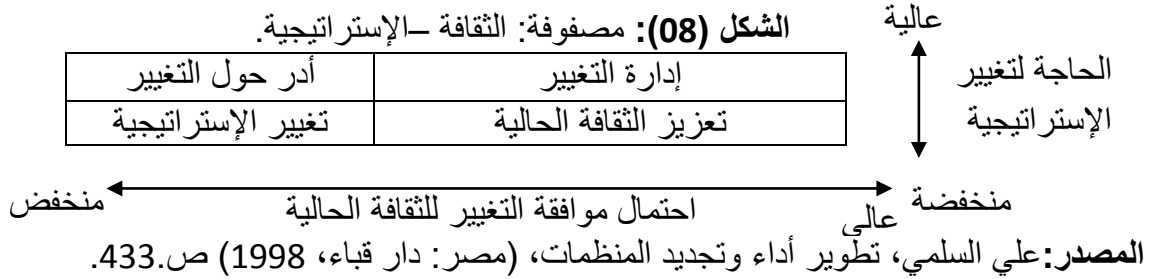 عالية
الشكل (08): مصفوفة: الثقافة –الإستراتيجية.
الحاجة لتغيير إدارة التغيير أدر حول التغيير
الإستراتيجية تعزيز الثقافة الحالية تغيير الإستراتيجية
منخفضة عالى احتمال موافقة التغيير للثقافة الحالية منخفض
المصدر:علي السلمي، تطوير أداء وتجديد المنظمات، (مصر: دار قباء، 1998) ص.433.